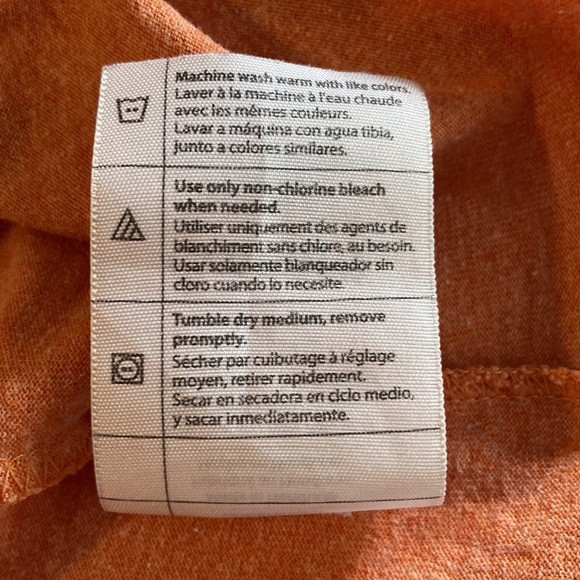 Machine wash warm with like colors.
Laver à la machine à l'eau chaude
avec les mêmes couleurs.
Lavar a máquina con agua tibia,
junto a colores similares.
Use only non-chlorine bleach
when needed.
Utiliser uniquement des agents de
blanchiment sans chlore, au besoin.
Usar solamente blanqueador sin
cloro cuando lo necesite.
Tumble dry medium, remove
promptly.
Sécher par culbutage à réglage
moyen, retirer rapidement.
Secar en secadora en ciclo medio,
y sacar inmediatamente.